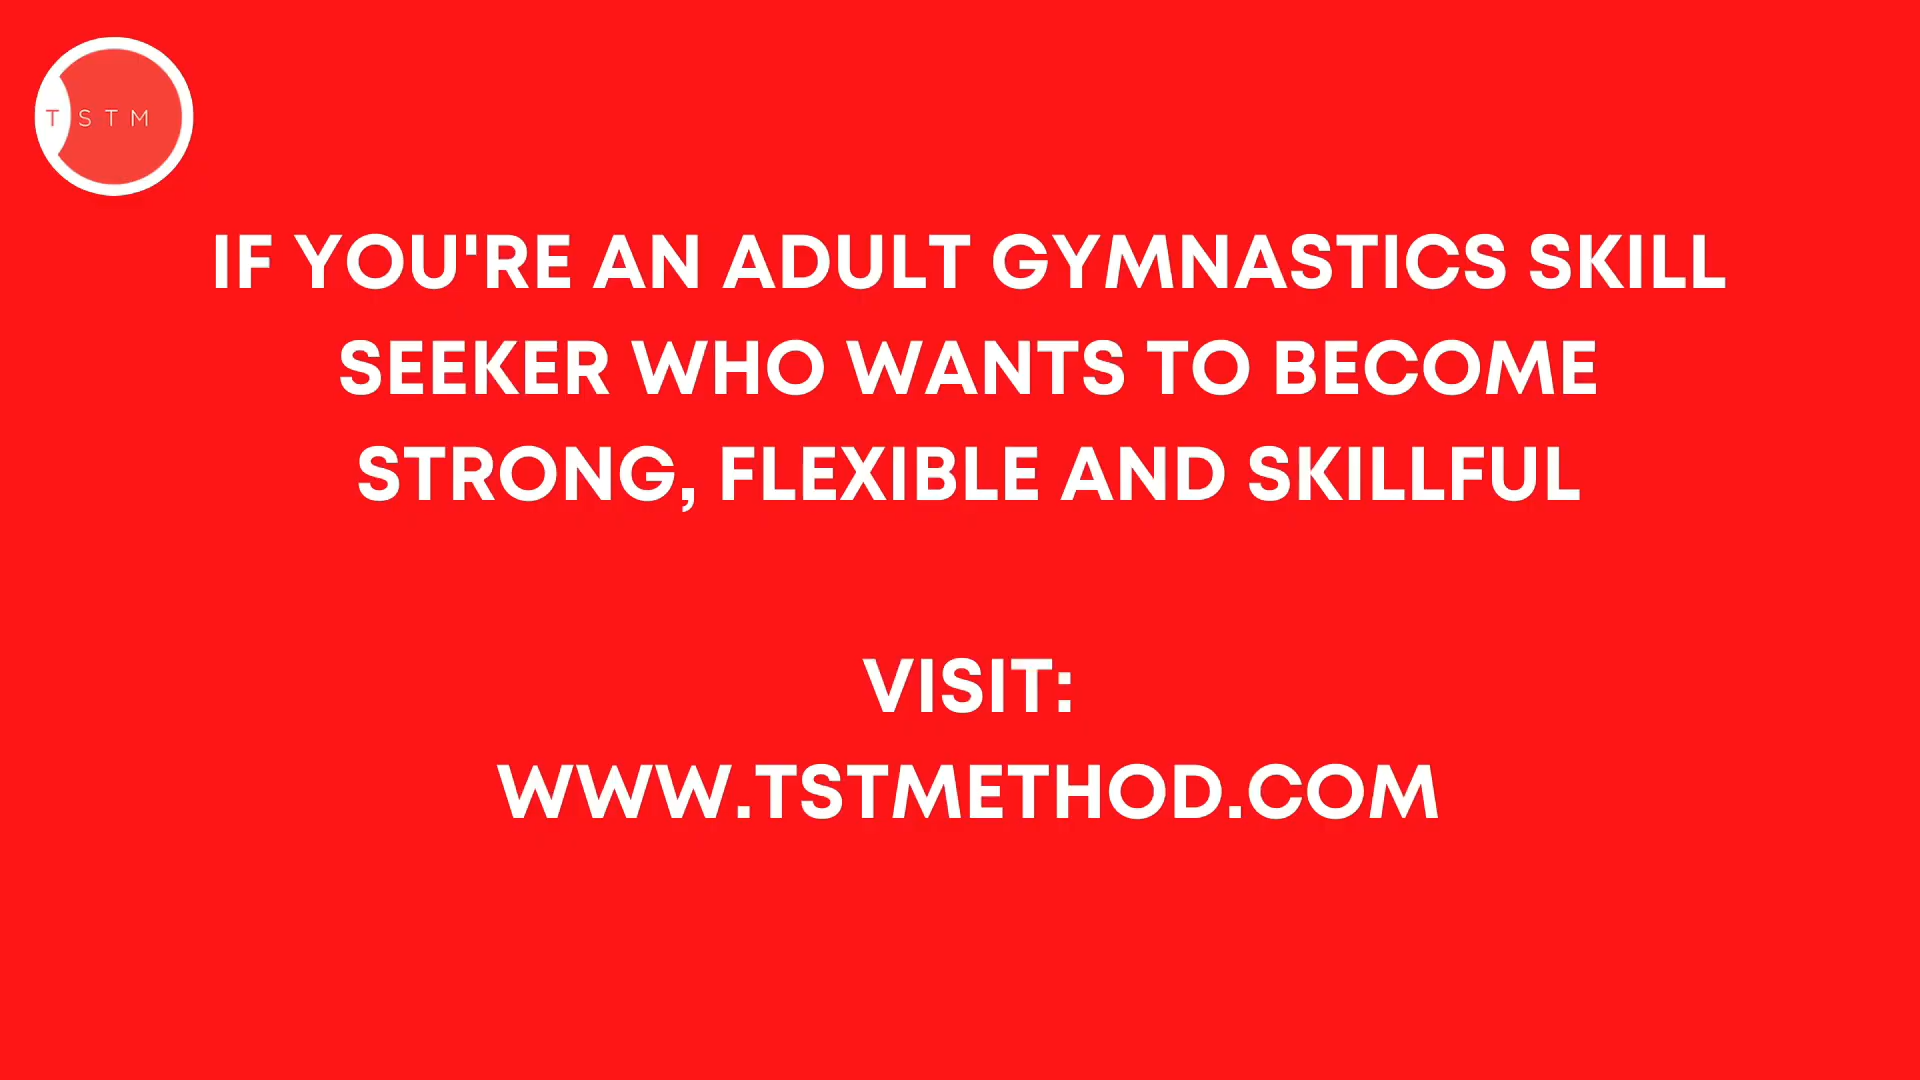 TSTM
IF YOU'RE AN ADULT GYMNASTICS SKILL
SEEKER WHO WANTS TO BECOME
STRONG, FLEXIBLE AND SKILLFUL
VISIT:
WWW.TSTMETHOD.COM